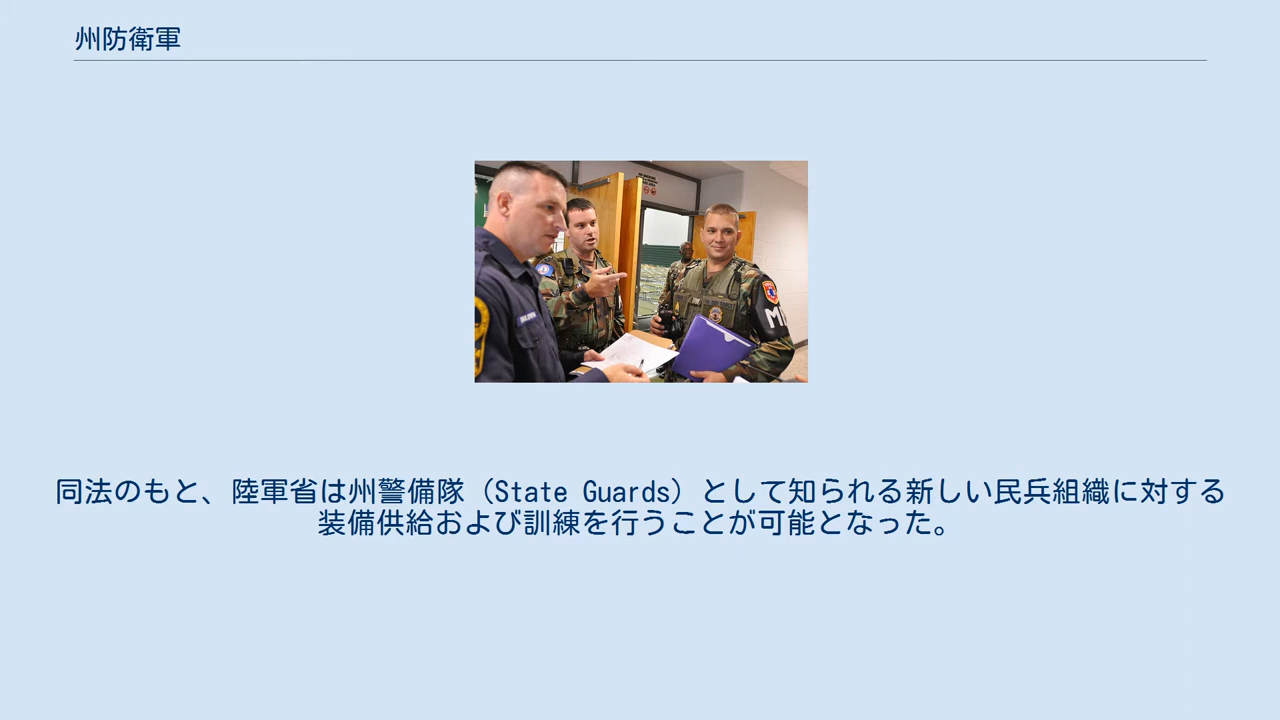 州防衛軍
同法のもと、陸軍省は州警備隊（State Guards）として知られる新しい民兵組織に対する
装備供給および訓練を行うことが可能となった。